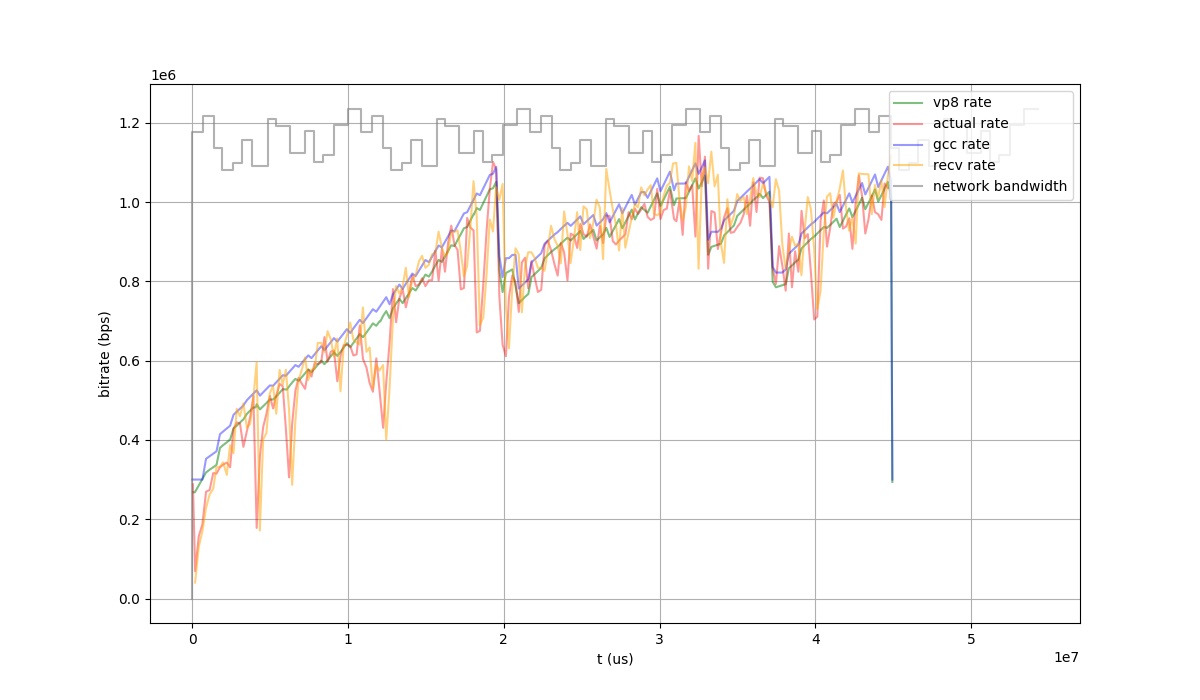 1e6
vp8 rate
actual rate
gcc rate
recv rate
network bandwidth
1.2
1.0
0.8
0.6
0.4
0.2
0.0
bitrate (bps)
0 1 2 3 4 5
t (us)
1e7